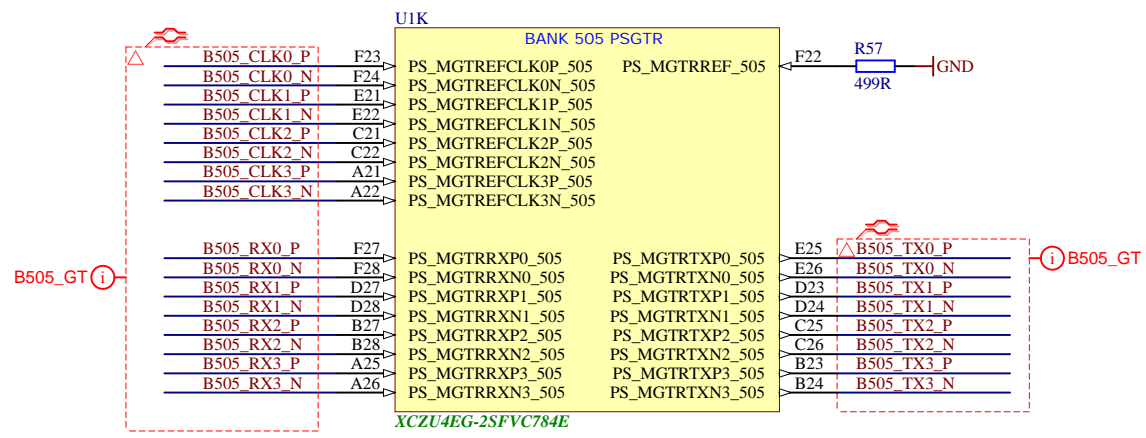 U1K
BANK 505 PSGTR
B505_CLK0_P F23 PS_MGTREFCLK0P_505 PS_MGTRREF_505 F22 R57 499R GND
B505_CLK0_N F24 PS_MGTREFCLK0N_505
B505_CLK1_P E21 PS_MGTREFCLK1P_505
B505_CLK1_N E22 PS_MGTREFCLK1N_505
B505_CLK2_P C21 PS_MGTREFCLK2P_505
B505_CLK2_N C22 PS_MGTREFCLK2N_505
B505_CLK3_P A21 PS_MGTREFCLK3P_505
B505_CLK3_N A22 PS_MGTREFCLK3N_505
B505_RX0_P F27 PS_MGTRRXP0_505 PS_MGTRTXP0_505 E25 B505_TX0_P
B505_GT i B505_RX0_N F28 PS_MGTRRXN0_505 PS_MGTRTXN0_505 E26 B505_TX0_N i B505_GT
B505_RX1_P D27 PS_MGTRRXP1_505 PS_MGTRTXP1_505 D23 B505_TX1_P
B505_RX1_N D28 PS_MGTRRXN1_505 PS_MGTRTXN1_505 D24 B505_TX1_N
B505_RX2_P B27 PS_MGTRRXP2_505 PS_MGTRTXP2_505 C25 B505_TX2_P
B505_RX2_N B28 PS_MGTRRXN2_505 PS_MGTRTXN2_505 C26 B505_TX2_N
B505_RX3_P A25 PS_MGTRRXP3_505 PS_MGTRTXP3_505 B23 B505_TX3_P
B505_RX3_N A26 PS_MGTRRXN3_505 PS_MGTRTXN3_505 B24 B505_TX3_N
XCZU4EG-2SFVC784E